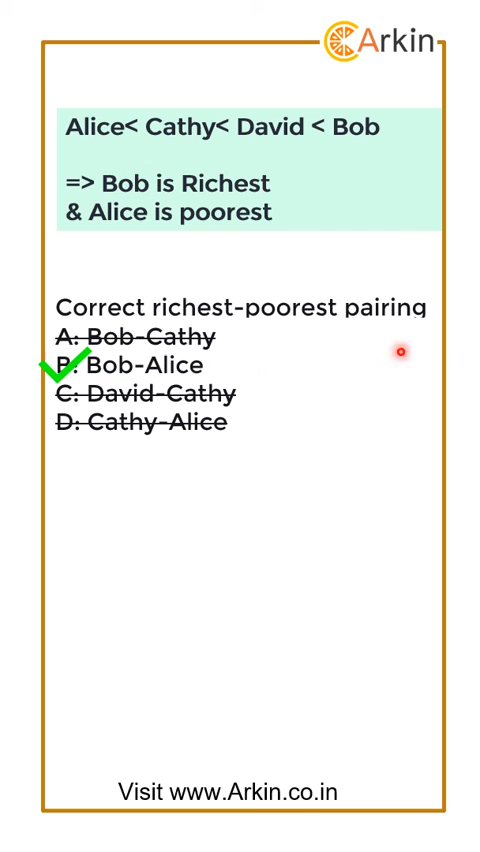 Arkin
Alice< Cathy< David < Bob
=> Bob is Richest
& Alice is poorest
Correct richest-poorest pairing
A: Bob-Cathy
B: Bob-Alice
C: David-Cathy
D: Cathy-Alice
Visit www.Arkin.co.in